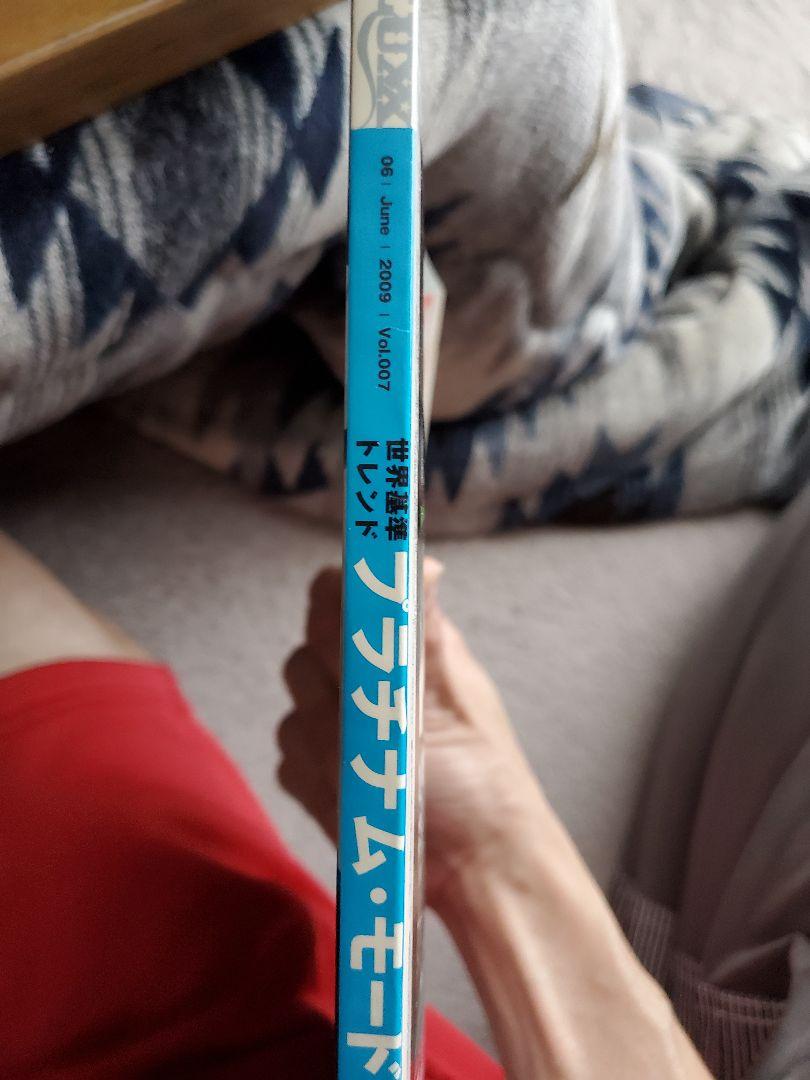 UXX
06 | June | 2009 | Vol.007
世界基準
トレンド
プラチナム・モード